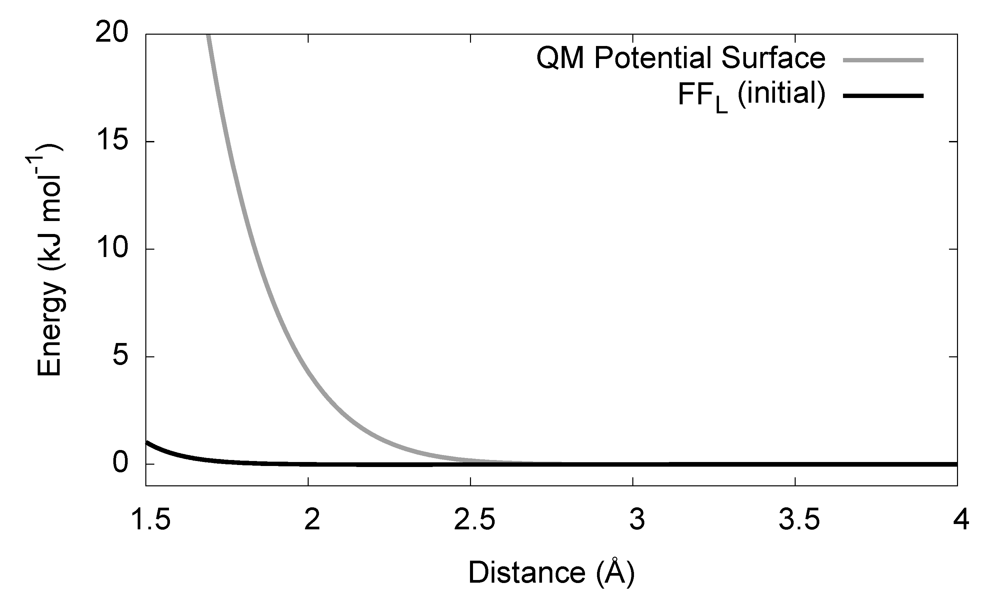 20
15
10
5
0
Energy (kJ mol-1)
QM Potential Surface
FFL (initial)
1.5 2 2.5 3 3.5 4
Distance (Å)